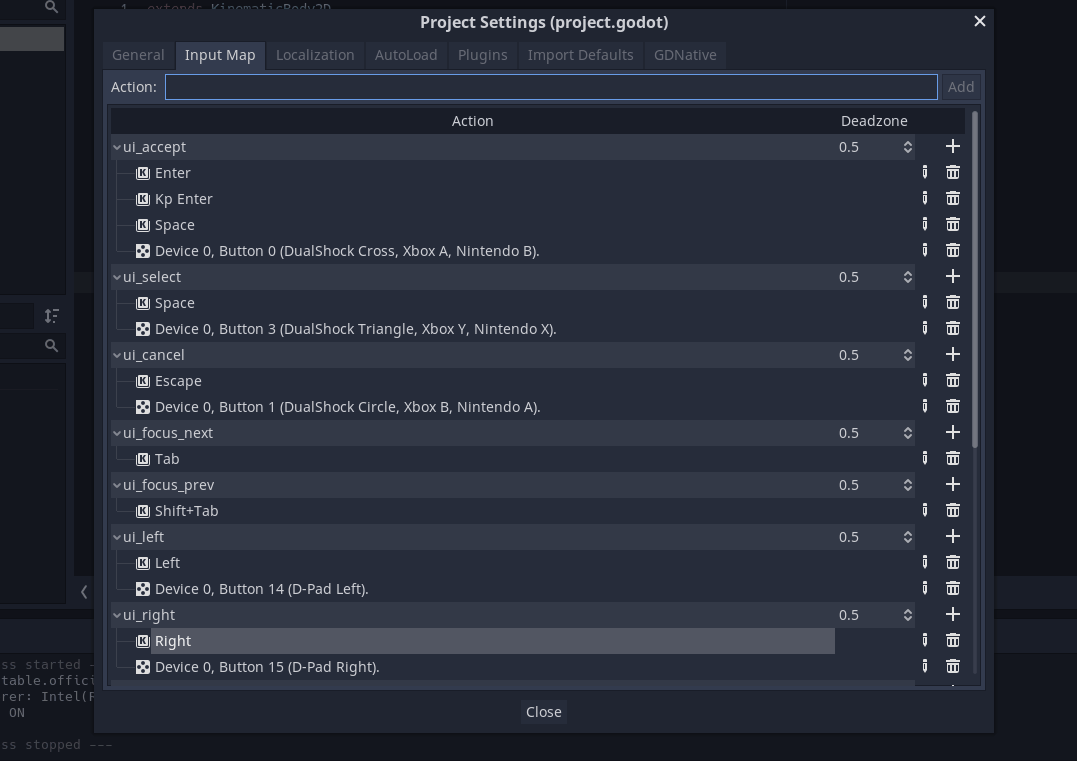 1 extends KinematicBody2D
Project Settings (project.godot)
General Input Map Localization AutoLoad Plugins Import Defaults GDNative
Action: Add
Action Deadzone
ui_accept 0.5
Enter
Kp Enter
Space
Device 0, Button 0 (DualShock Cross, Xbox A, Nintendo B).
ui_select 0.5
Space
Device 0, Button 3 (DualShock Triangle, Xbox Y, Nintendo X).
ui_cancel 0.5
Escape
Device 0, Button 1 (DualShock Circle, Xbox B, Nintendo A).
ui_focus_next 0.5
Tab
ui_focus_prev 0.5
Shift+Tab
ui_left 0.5
Left
Device 0, Button 14 (D-Pad Left).
ui_right 0.5
Right
Device 0, Button 15 (D-Pad Right).
Close
ss started -
table.offici
rer: Intel(R
ON
ss stopped ---